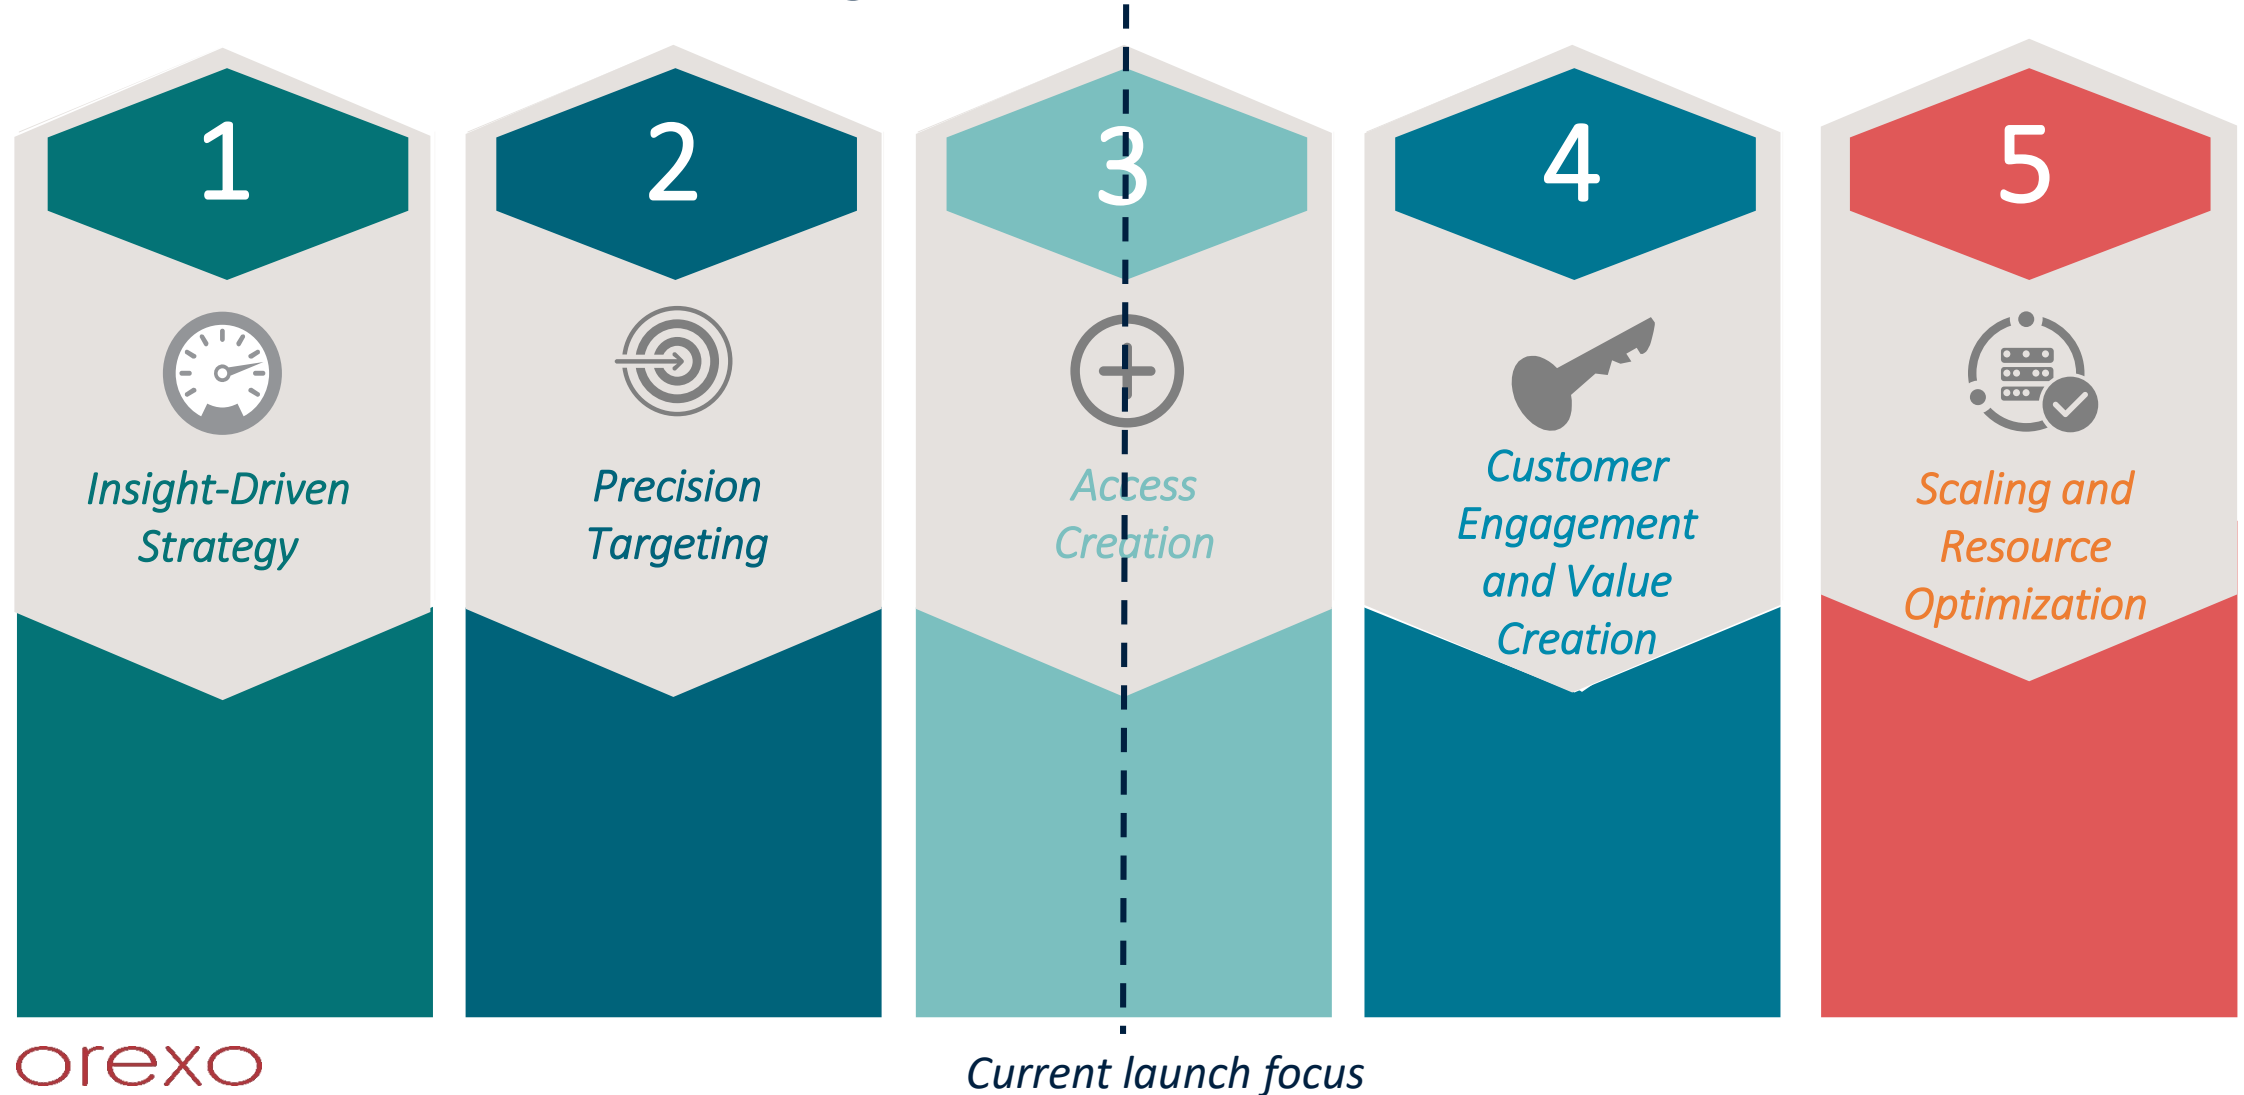 1
Insight-Driven
Strategy
2
Precision
Targeting
3
Access
Creation
4
Customer
Engagement
and Value
Creation
5
Scaling and
Resource
Optimization
orexo
Current launch focus